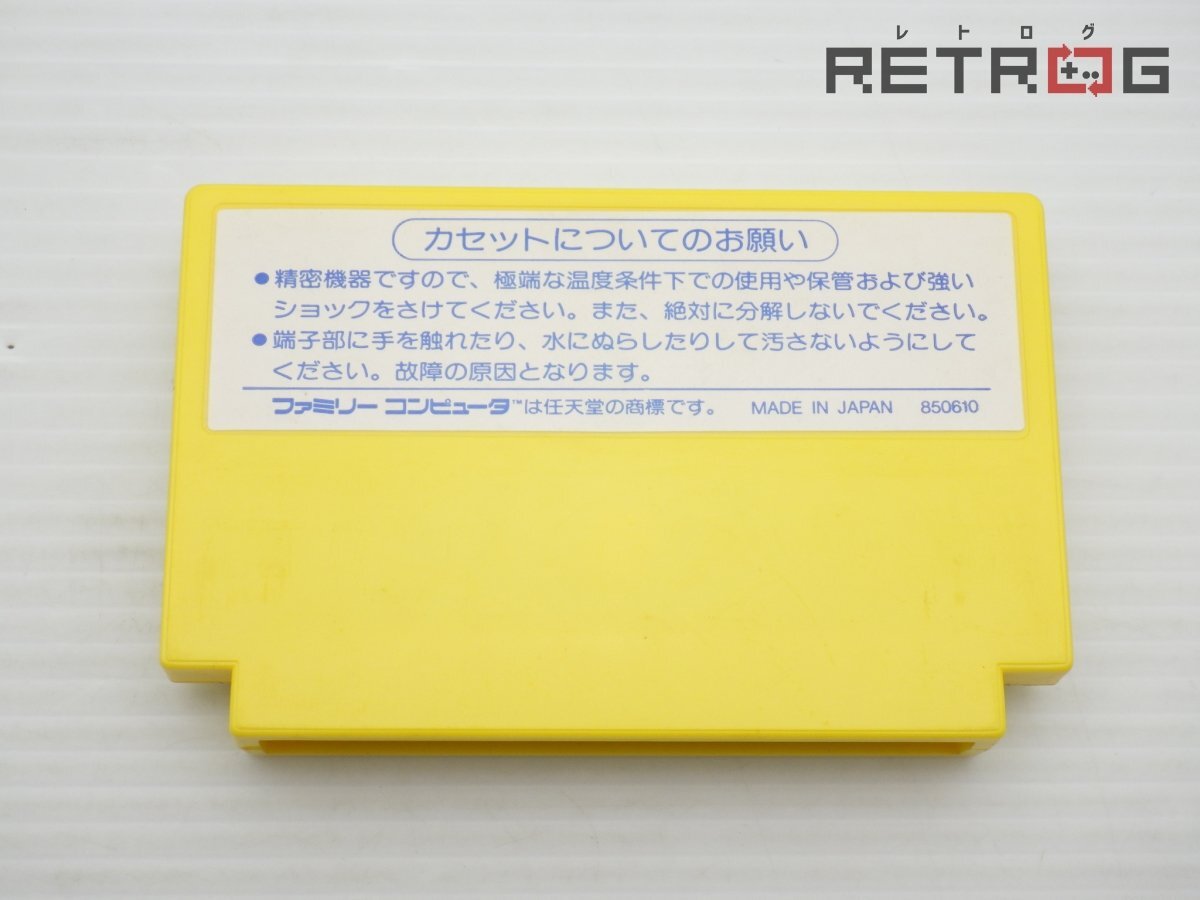 レトログ
RETROG
カセットについてのお願い
●精密機器ですので、極端な温度条件下での使用や保管および強い
ショックをさけてください。また、絶対に分解しないでください。
●端子部に手を触れたり、水にぬらしたりして汚さないようにして
ください。故障の原因となります。
ファミリーコンピュータ™は任天堂の商標です。 MADE IN JAPAN 850610